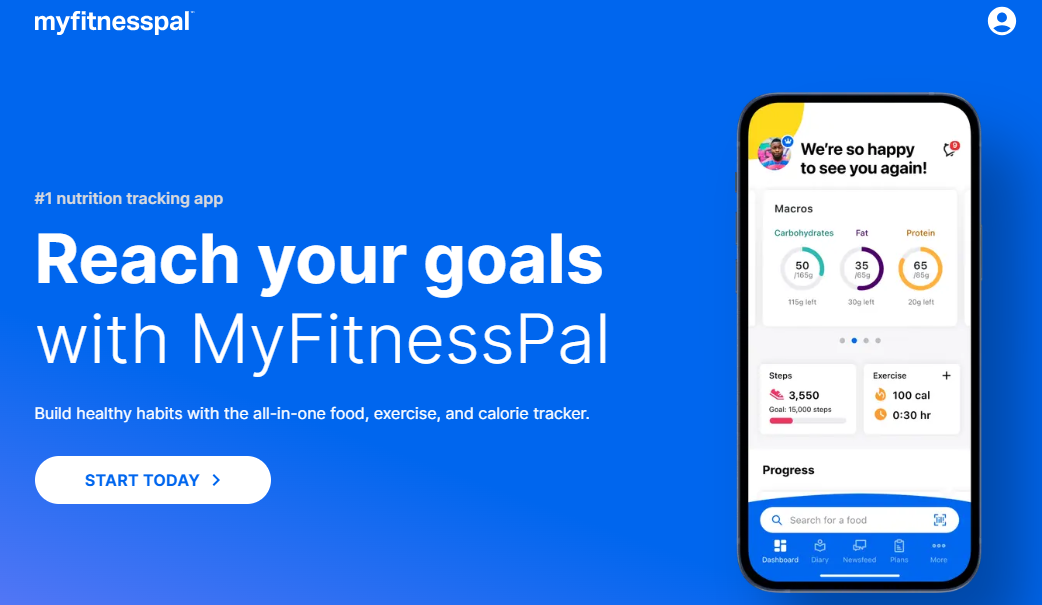 myfitnesspal
#1 nutrition tracking app
Reach your goals
with MyFitnessPal
Build healthy habits with the all-in-one food, exercise, and calorie tracker.
START TODAY
9
We're so happy
to see you again!
Macros
Carbohydrates Fat Protein
50 35 65
/165g /65g /85g
115g left 30g left 20g left
Steps
3,550
Goal: 15,000 steps
Exercise +
100 cal
0:30 hr
Progress
Search for a food
Dashboard Diary Newsfeed Plans More